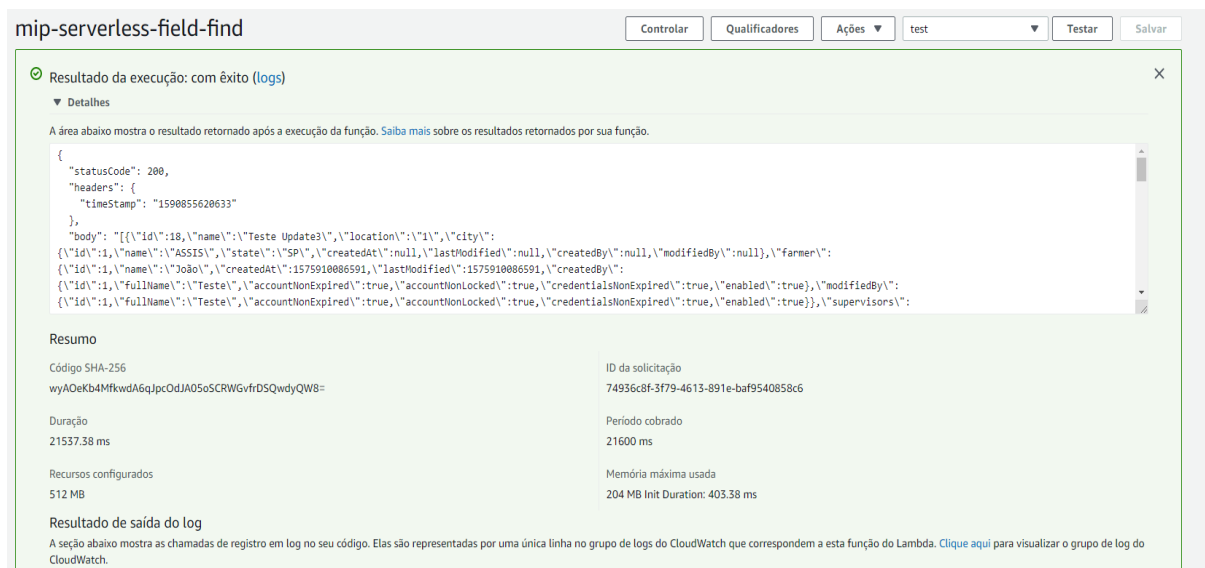 mip-serverless-field-find
Controlar
Qualificadores
Ações
test
Testar
Salvar
Resultado da execução: com êxito (logs)
Detalhes
A área abaixo mostra o resultado retornado após a execução da função. Saiba mais sobre os resultados retornados por sua função.
{
"statusCode": 200,
"headers": {
"timeStamp": "1590855620633"
},
"body": "[{\"id\":18,\"name\":\"Teste Update3\",\"location\":\"1\",\"city\":
{\"id\":1,\"name\":\"ASSIS\",\"state\":\"SP\",\"createdAt\":null,\"lastModified\":null,\"createdBy\":null,\"modifiedBy\":null},\"farmer\":
{\"id\":1,\"name\":\"João\",\"createdAt\":1575910086591,\"lastModified\":1575910086591,\"createdBy\":
{\"id\":1,\"fullName\":\"Teste\",\"accountNonExpired\":true,\"accountNonLocked\":true,\"credentialsNonExpired\":true,\"enabled\":true},\"modifiedBy\":
{\"id\":1,\"fullName\":\"Teste\",\"accountNonExpired\":true,\"accountNonLocked\":true,\"credentialsNonExpired\":true,\"enabled\":true}},\"supervisors\":
Resumo
Código SHA-256
wyAOeKb4MfkwdA6qJpcOdJA05oSCRWGvfrDSQwdyQW8=
ID da solicitação
74936c8f-3f79-4613-891e-baf9540858c6
Duração
21537.38 ms
Período cobrado
21600 ms
Recursos configurados
512 MB
Memória máxima usada
204 MB Init Duration: 403.38 ms
Resultado de saída do log
A seção abaixo mostra as chamadas de registro em log no seu código. Elas são representadas por uma única linha no grupo de logs do CloudWatch que correspondem a esta função do Lambda. Clique aqui para visualizar o grupo de log do
CloudWatch.